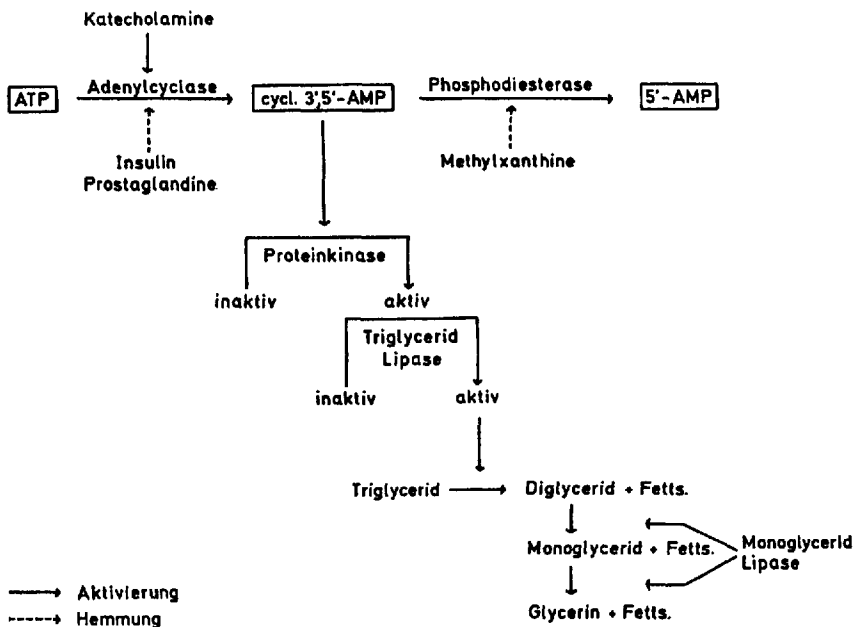 Katecholamine
ATP
Adenylcyclase
cycl. 3',5'-AMP
Phosphodiesterase
5'-AMP
Insulin
Prostaglandine
Methylxanthine
Proteinkinase
inaktiv
aktiv
Triglycerid
Lipase
inaktiv
aktiv
Triglycerid
Diglycerid + Fetts.
Monoglycerid + Fetts.
Monoglycerid
Lipase
Glycerin + Fetts.
Aktivierung
Hemmung